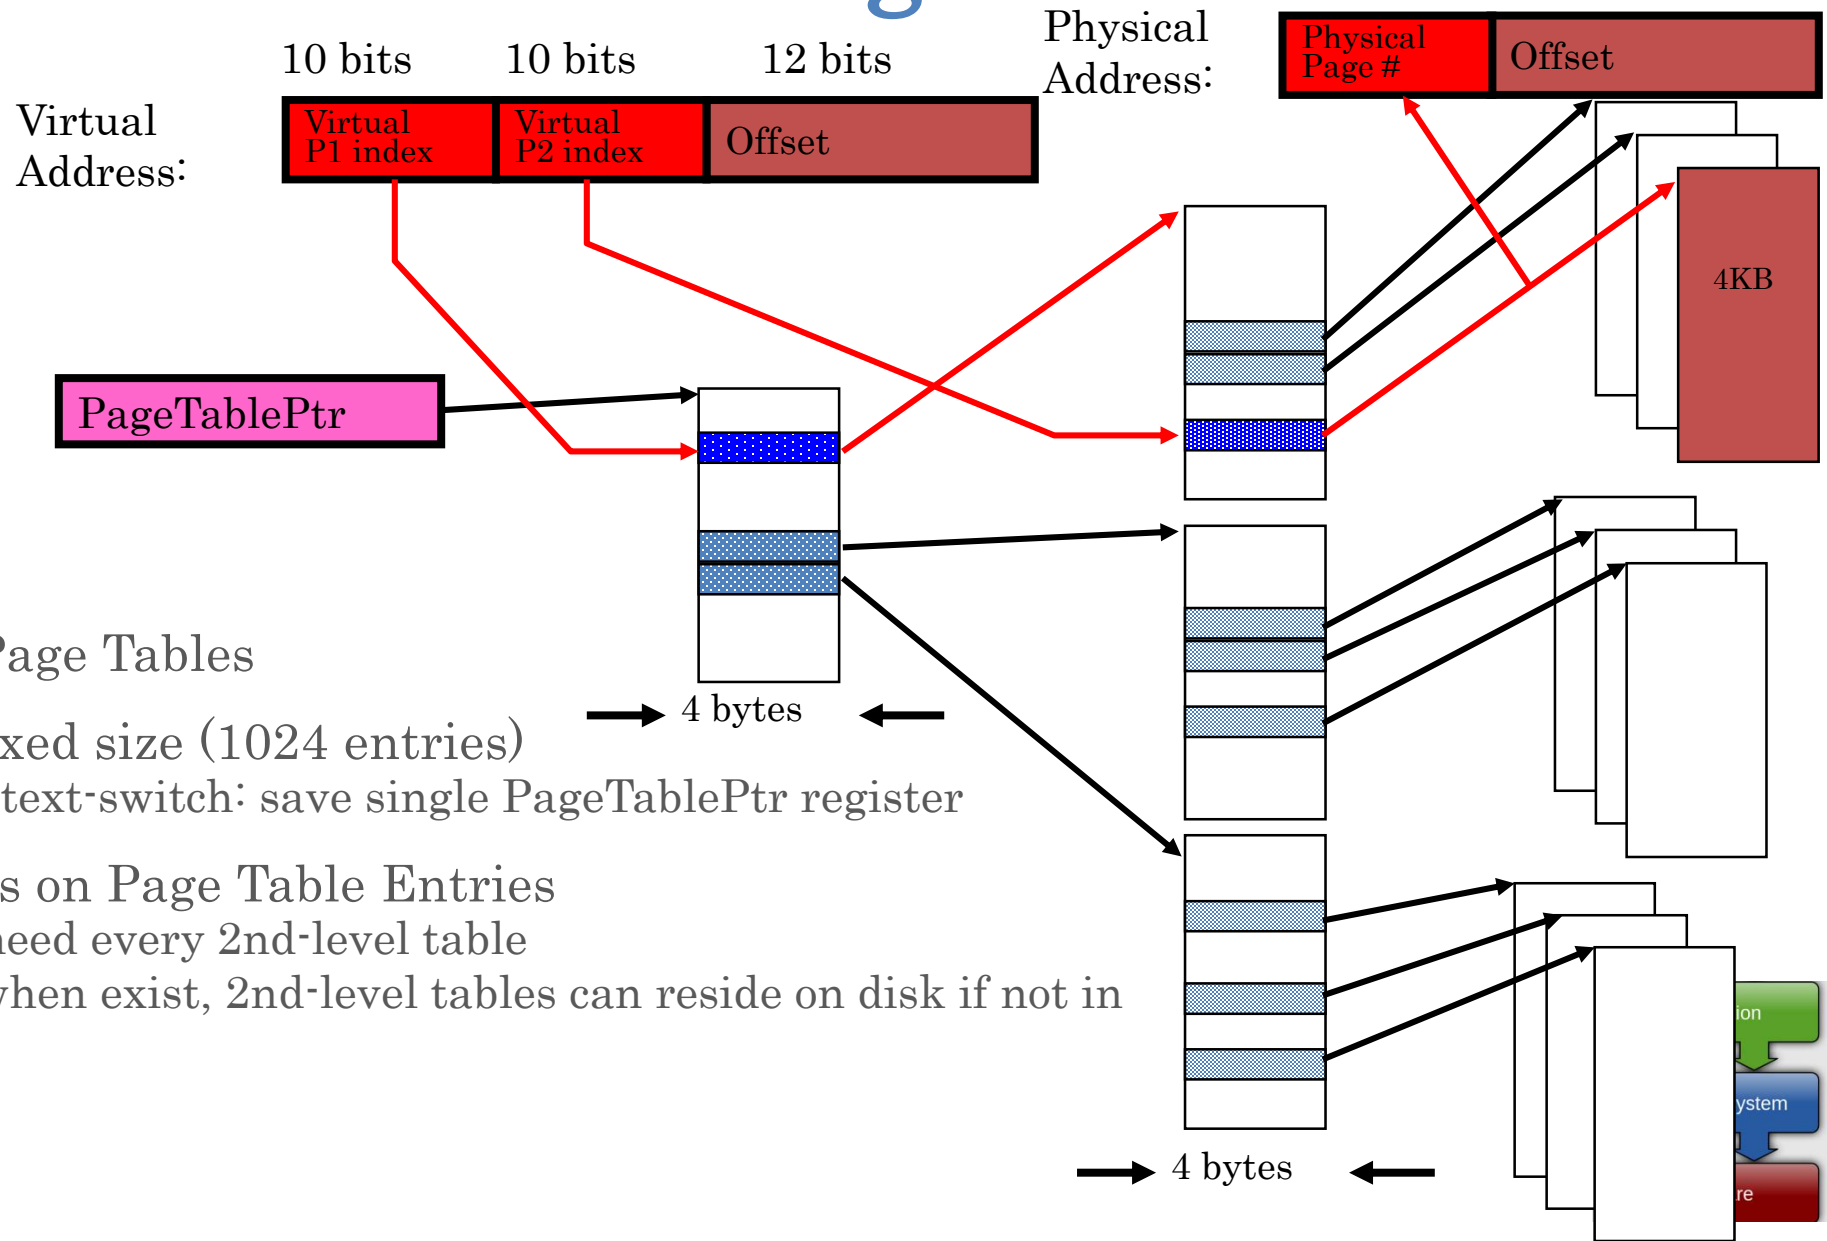 10 bits
10 bits
12 bits
Physical
Address:
Physical
Page #
Offset
Virtual
Address:
Virtual
P1 index
Virtual
P2 index
Offset
4KB
PageTablePtr
Page Tables
xed size (1024 entries)
text-switch: save single PageTablePtr register
4 bytes
s on Page Table Entries
need every 2nd-level table
when exist, 2nd-level tables can reside on disk if not in
4 bytes
ion
ystem
re